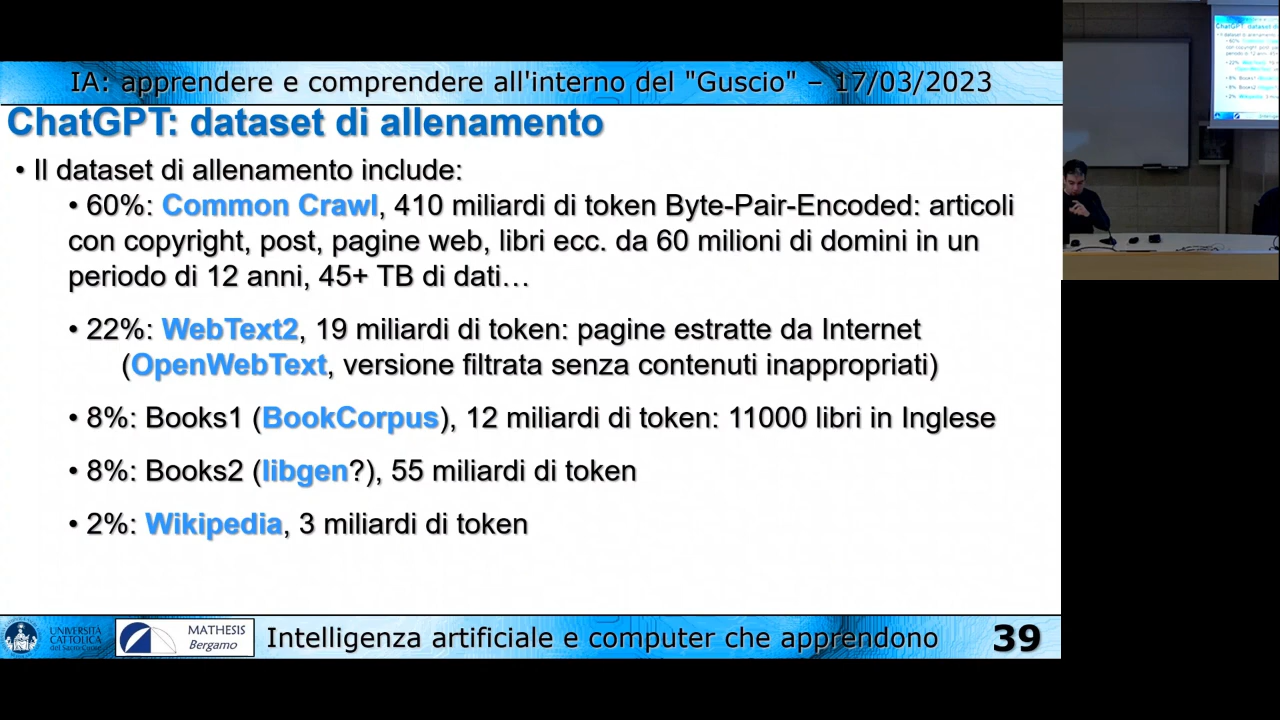 IA: apprendere e comprendere all'interno del "Guscio" – 17/03/2023
ChatGPT: dataset di allenamento
• Il dataset di allenamento include:
• 60%: Common Crawl, 410 miliardi di token Byte-Pair-Encoded: articoli
con copyright, post, pagine web, libri ecc. da 60 milioni di domini in un
periodo di 12 anni, 45+ TB di dati…
• 22%: WebText2, 19 miliardi di token: pagine estratte da Internet
(OpenWebText, versione filtrata senza contenuti inappropriati)
• 8%: Books1 (BookCorpus), 12 miliardi di token: 11000 libri in Inglese
• 8%: Books2 (libgen?), 55 miliardi di token
• 2%: Wikipedia, 3 miliardi di token
UNIVERSITÀ
CATTOLICA
del Sacro Cuore
MATHESIS
Bergamo
Intelligenza artificiale e computer che apprendono
39
ChatGPT: dataset di